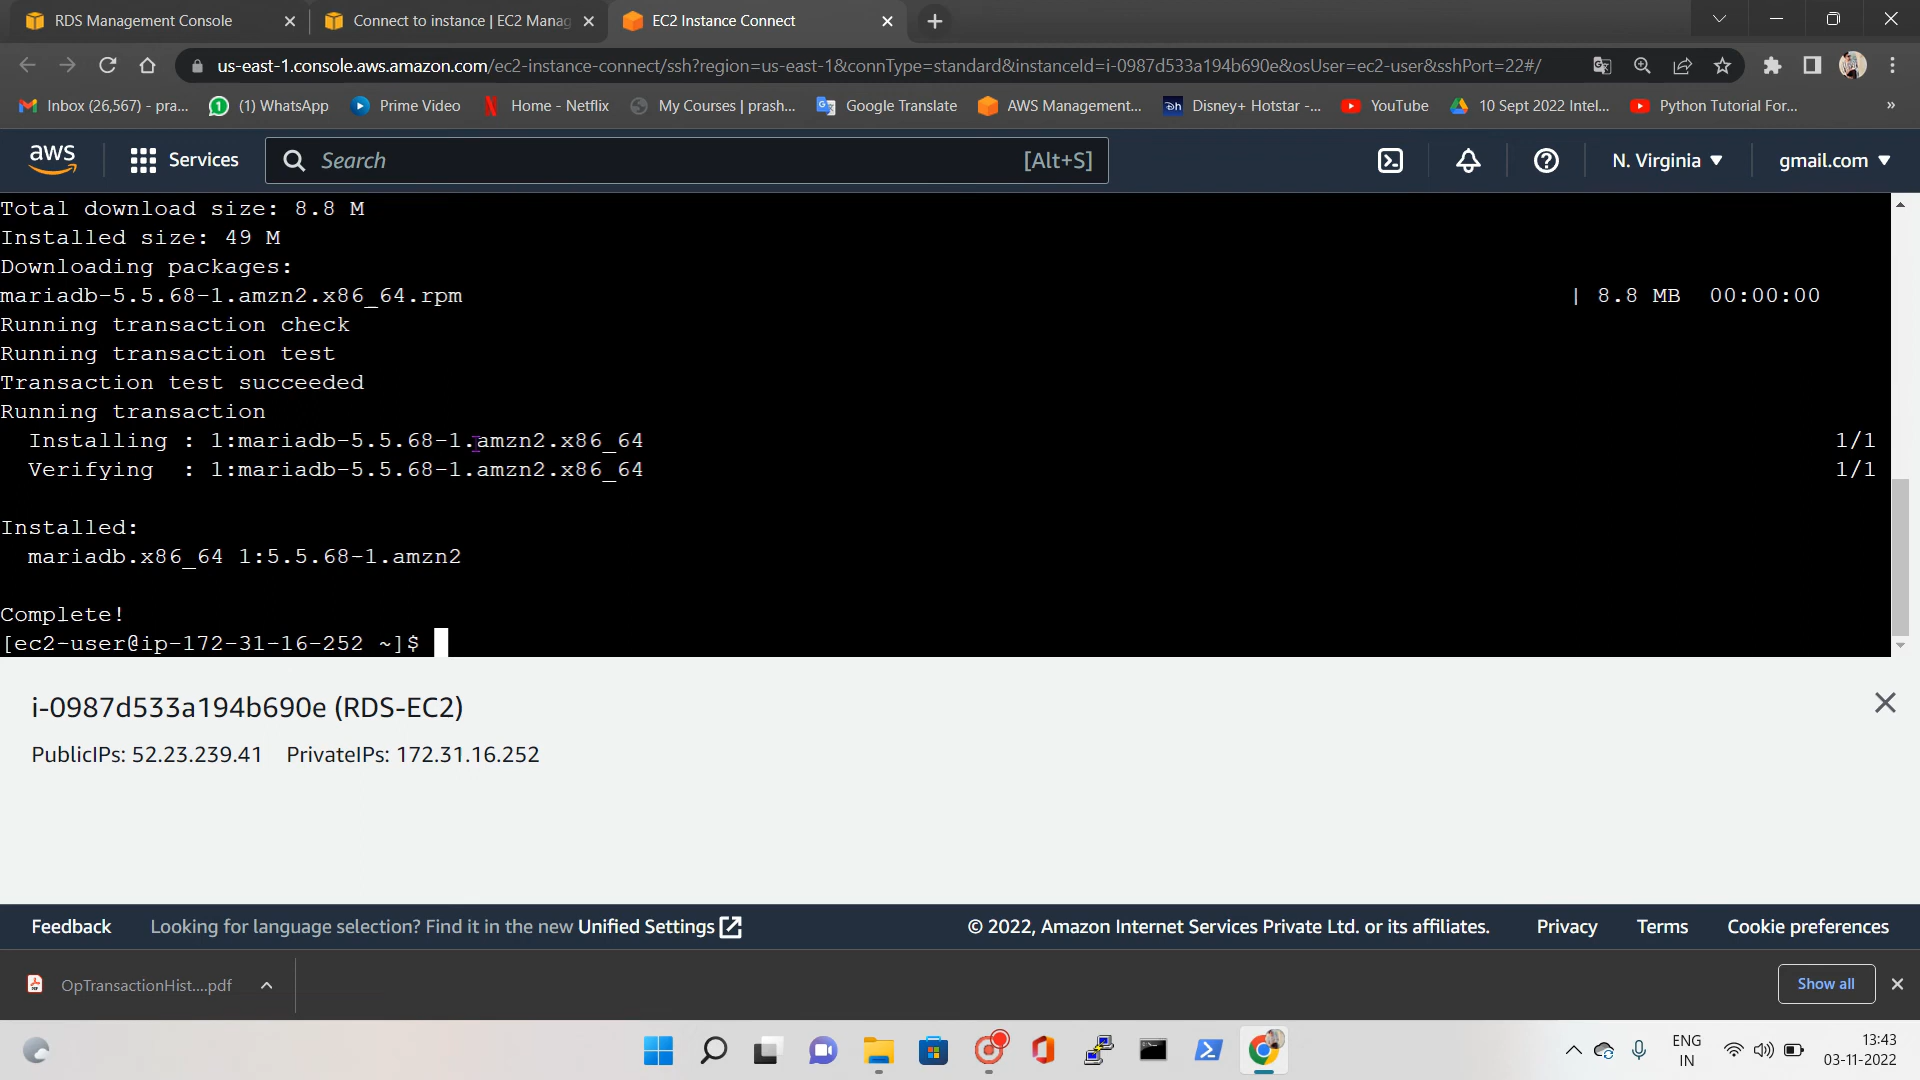 RDS Management Console
Connect to instance | EC2 Manag
EC2 Instance Connect
us-east-1.console.aws.amazon.com/ec2-instance-connect/ssh?region=us-east-1&connType=standard&instanceId=i-0987d533a194b690e&osUser=ec2-user&sshPort=22#/
Inbox (26,567) - pra...
(1) WhatsApp
Prime Video
Home - Netflix
My Courses | prash...
Google Translate
AWS Management...
Disney+ Hotstar -...
YouTube
10 Sept 2022 Intel...
Python Tutorial For...
»
aws
Services
Search
[Alt+S]
N. Virginia
gmail.com
Total download size: 8.8 M
Installed size: 49 M
Downloading packages:
mariadb-5.5.68-1.amzn2.x86_64.rpm | 8.8 MB 00:00:00
Running transaction check
Running transaction test
Transaction test succeeded
Running transaction
Installing : 1:mariadb-5.5.68-1.amzn2.x86_64 1/1
Verifying : 1:mariadb-5.5.68-1.amzn2.x86_64 1/1
Installed:
mariadb.x86_64 1:5.5.68-1.amzn2
Complete!
[ec2-user@ip-172-31-16-252 ~]$
i-0987d533a194b690e (RDS-EC2)
PublicIPs: 52.23.239.41 PrivateIPs: 172.31.16.252
Feedback
Looking for language selection? Find it in the new Unified Settings
© 2022, Amazon Internet Services Private Ltd. or its affiliates.
Privacy
Terms
Cookie preferences
OpTransactionHist....pdf
Show all
ENG
IN
13:43
03-11-2022